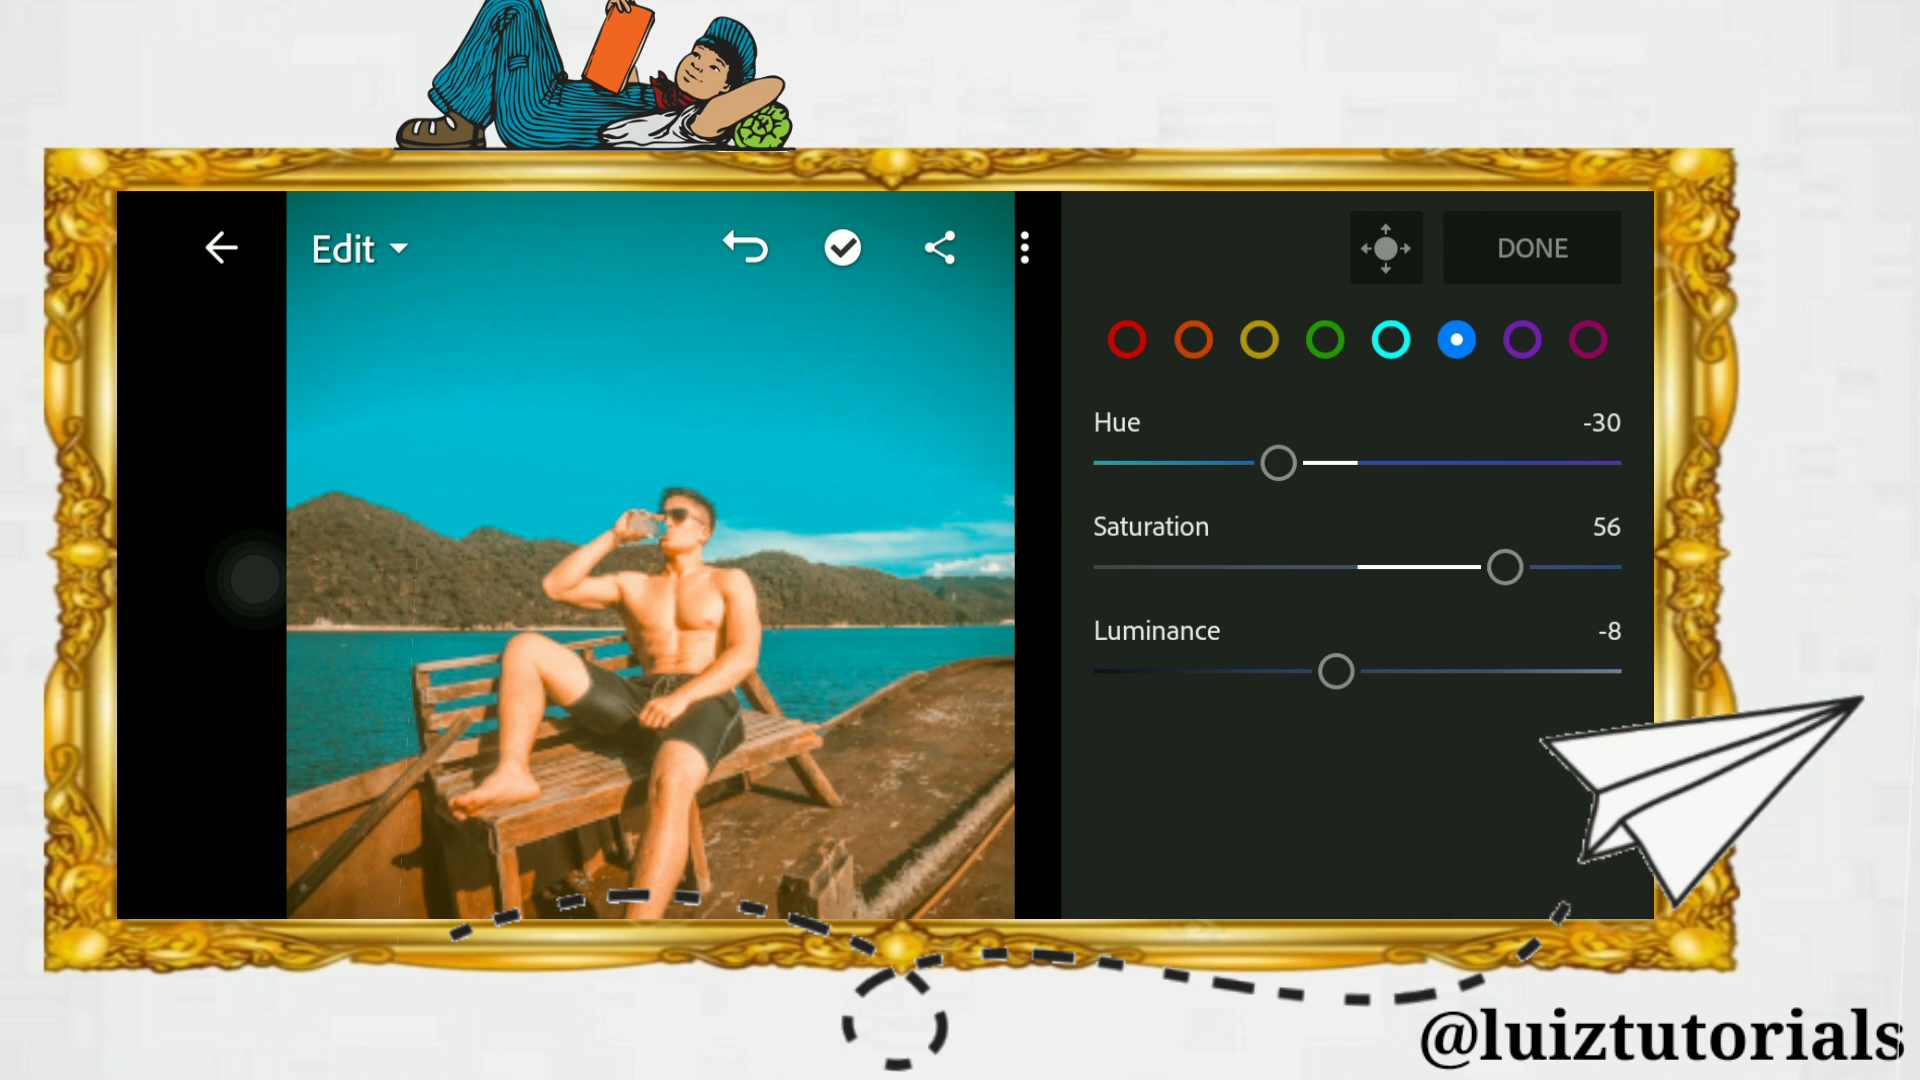 Edit
DONE
Hue -30
Saturation 56
Luminance -8
@luiztutorials